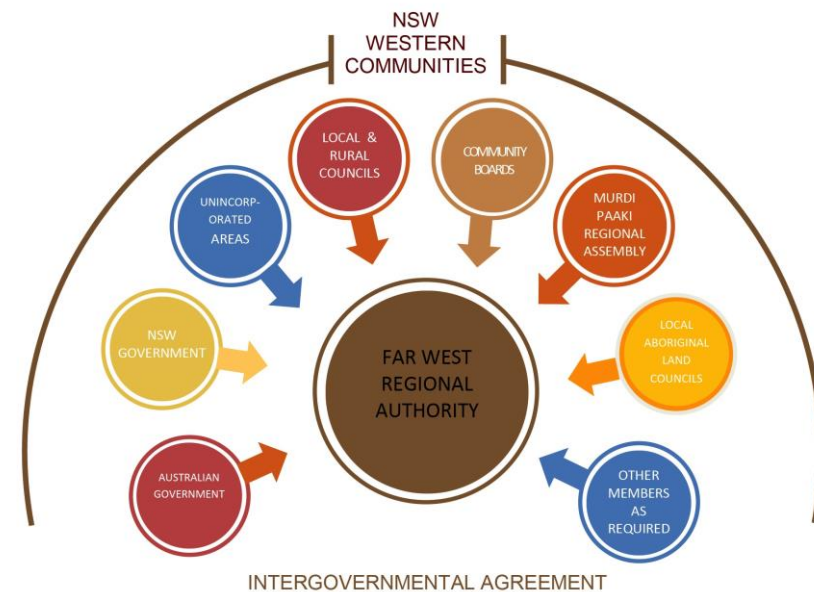 NSW
WESTERN
COMMUNITIES
LOCAL & 
RURAL
COUNCILS
COMMUNITY
BOARDS
UNINCORP-
ORATED
AREAS
MURDI
PAAKI
REGIONAL
ASSEMBLY
NSW
GOVERNMENT
FAR WEST
REGIONAL
AUTHORITY
LOCAL
ABORIGINAL
LAND
COUNCILS
AUSTRALIAN
GOVERNMENT
OTHER
MEMBERS
AS
REQUIRED
INTERGOVERNMENTAL AGREEMENT